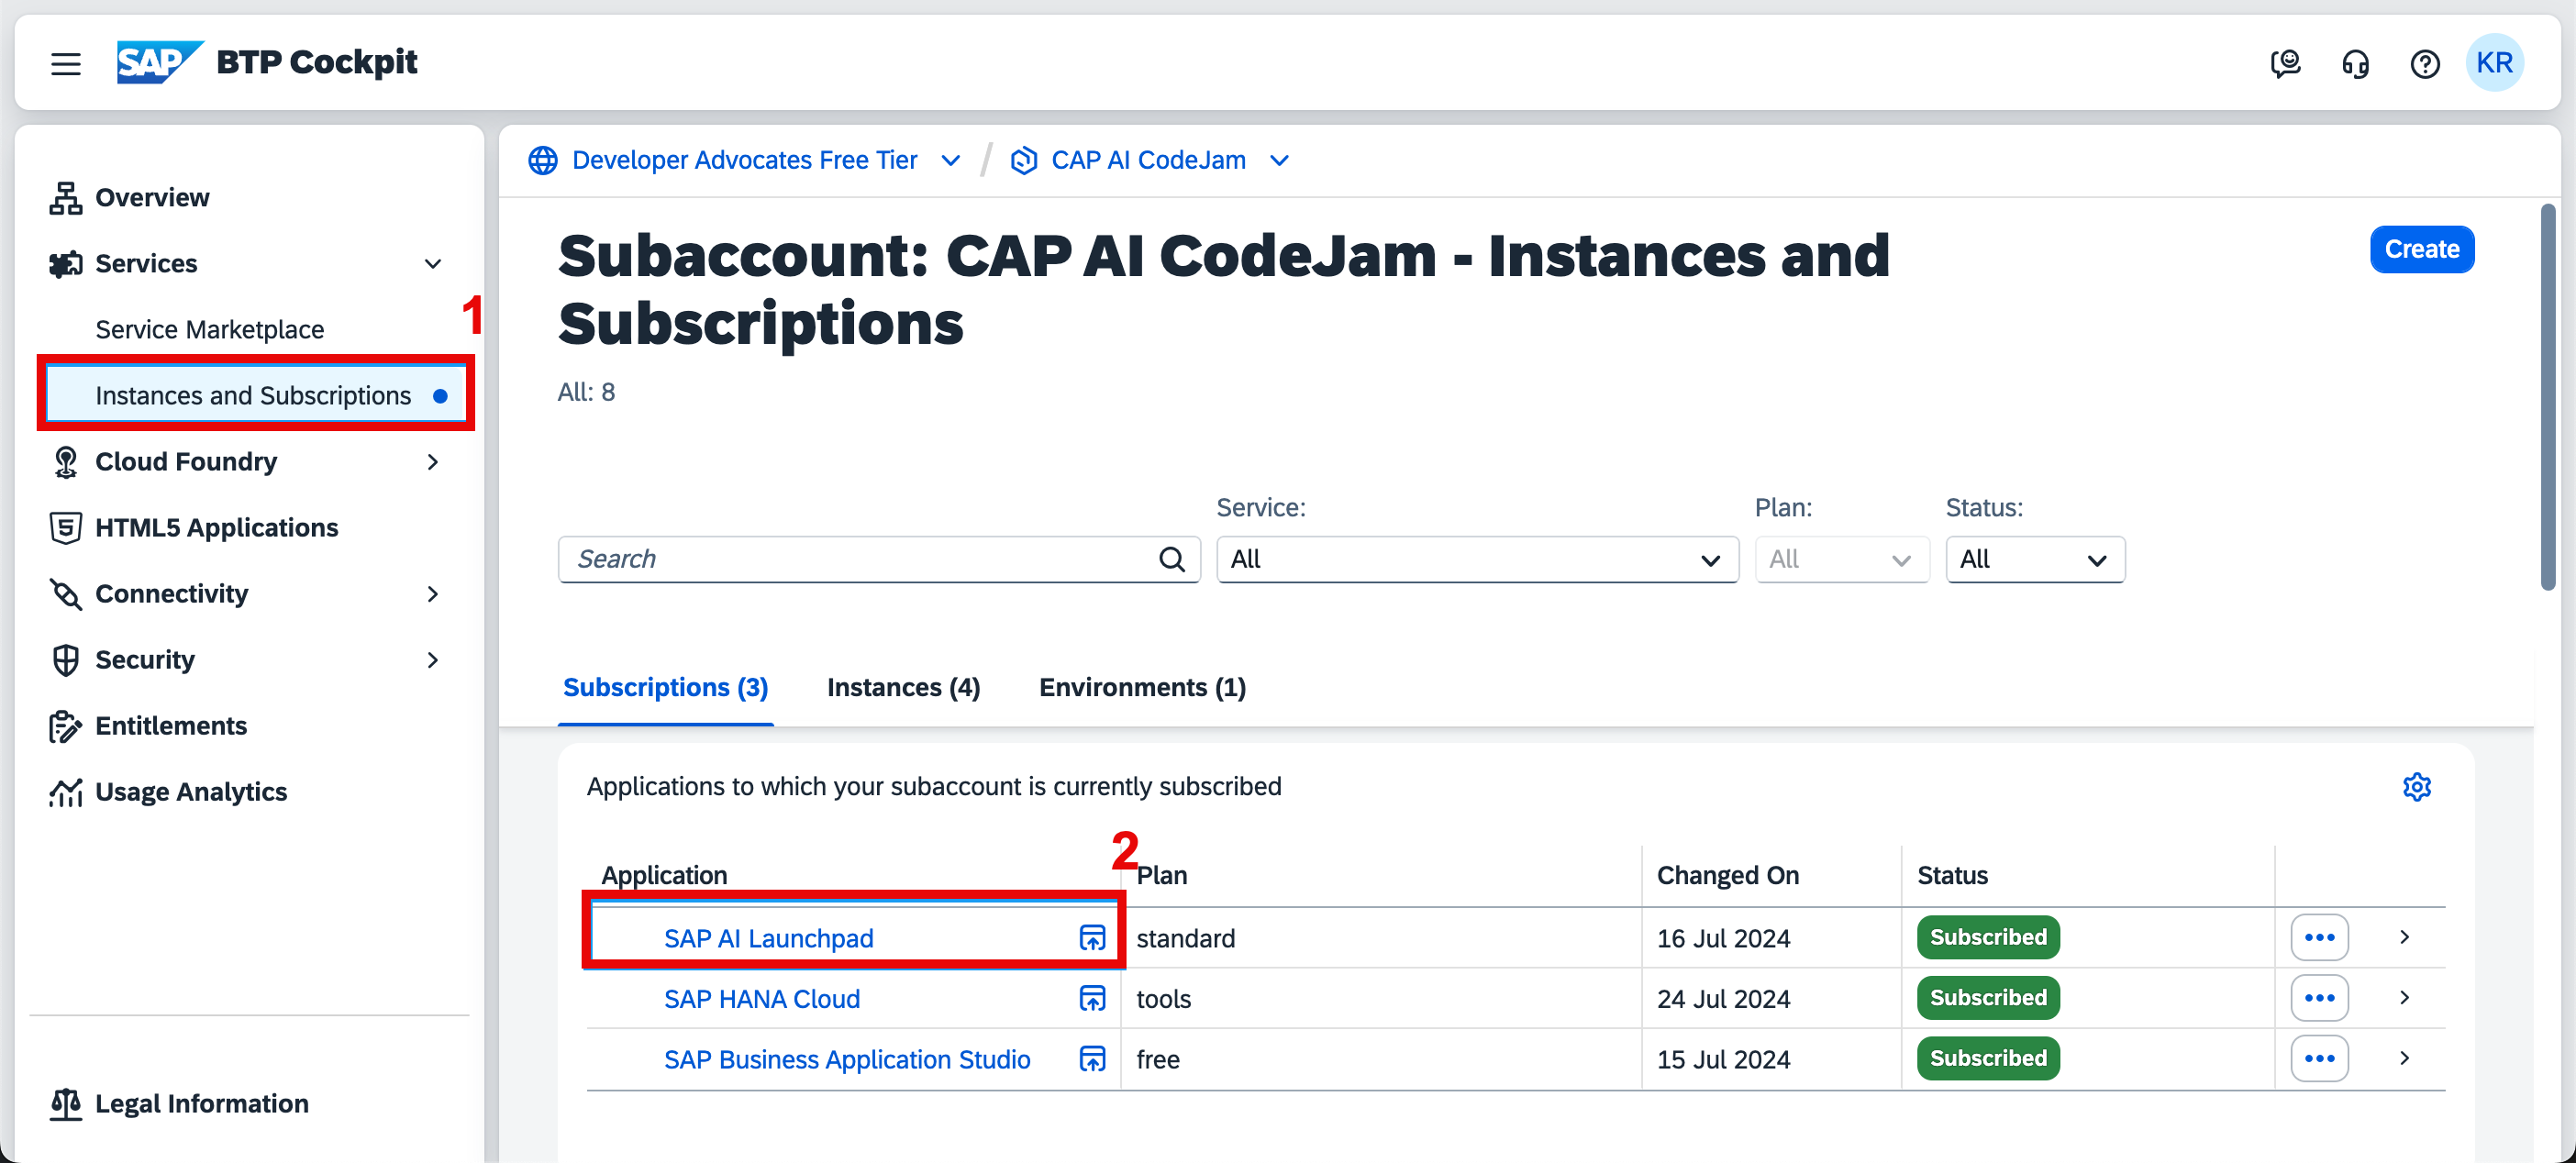 SAP BTP Cockpit
KR
Overview
Services
1
Service Marketplace
Instances and Subscriptions
Cloud Foundry
HTML5 Applications
Connectivity
Security
Entitlements
Usage Analytics
Legal Information
Developer Advocates Free Tier / CAP AI CodeJam
Subaccount: CAP AI CodeJam - Instances and
Subscriptions
Create
All: 8
Service: Plan: Status:
Search All All All
Subscriptions (3) Instances (4) Environments (1)
Applications to which your subaccount is currently subscribed
2
Application Plan Changed On Status
SAP AI Launchpad standard 16 Jul 2024 Subscribed
SAP HANA Cloud tools 24 Jul 2024 Subscribed
SAP Business Application Studio free 15 Jul 2024 Subscribed